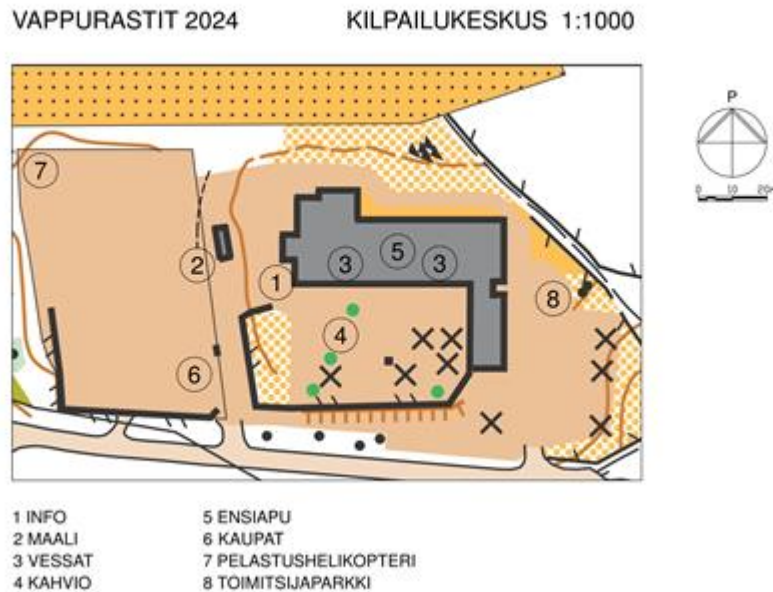 VAPPURASTIT 2024 KILPAILUKESKUS 1:1000
P
0 10 20
7
2
3
5
3
1
8
4
6
1 INFO
2 MAALI
3 VESSAT
4 KAHVIO
5 ENSIAPU
6 KAUPAT
7 PELASTUSHELIKOPTERI
8 TOIMITSIJAPARKKI